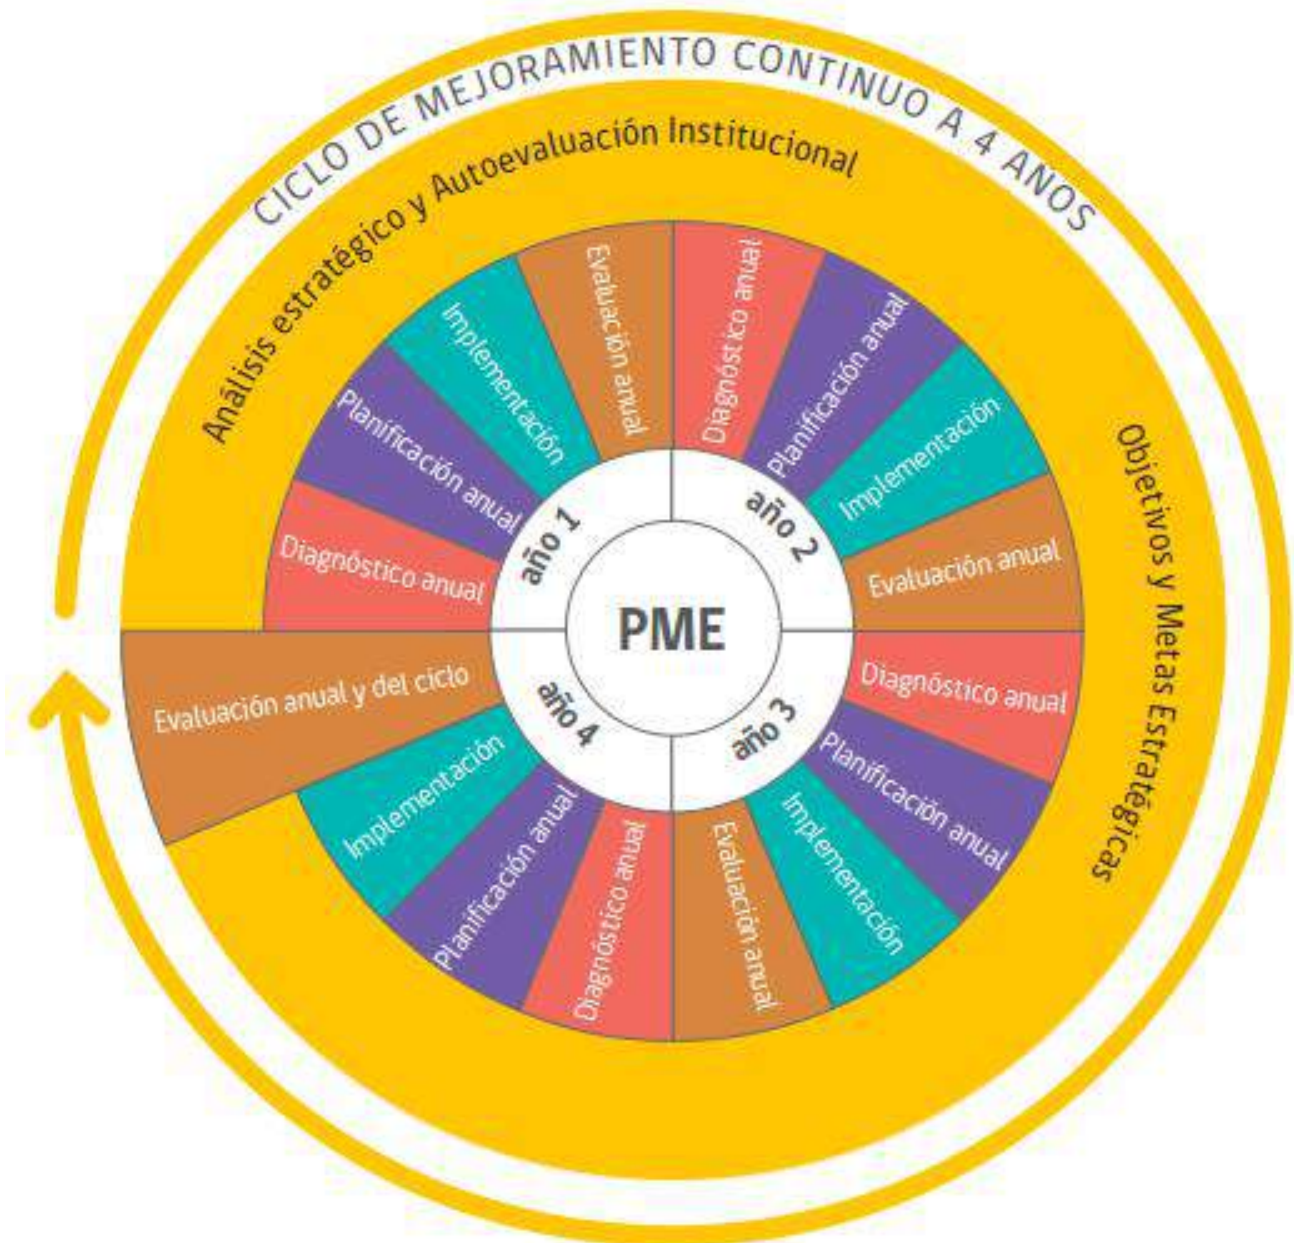 CICLO DE MEJORAMIENTO CONTINUO A 4 AÑOS
Análisis estratégico y Autoevaluación Institucional
Objetivos y Metas Estratégicas
PME
año 1
Diagnóstico anual
Planificación anual
Implementación
Evaluación anual
año 2
Diagnóstico anual
Planificación anual
Implementación
Evaluación anual
año 3
Diagnóstico anual
Planificación anual
Implementación
Evaluación anual
año 4
Diagnóstico anual
Planificación anual
Implementación
Evaluación anual y del ciclo